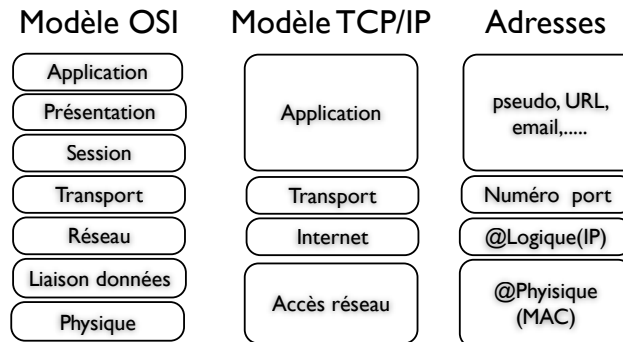 Modèle OSI
Modèle TCP/IP
Adresses
Application
Présentation
Session
Transport
Réseau
Liaison données
Physique
Application
Transport
Internet
Accès réseau
pseudo, URL,
email,.....
Numéro port
@Logique(IP)
@Phyisique
(MAC)